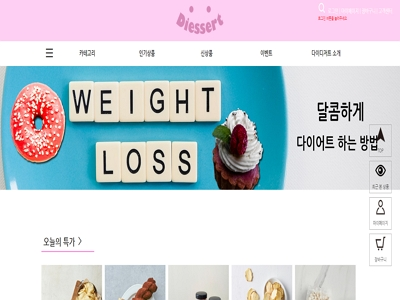 Diessert
카테고리
인기상품
신상품
이벤트
다이디저트 소개
WEIGHT
LOSS
달콤하게
다이어트 하는 방법
TOP
최근 본 상품
마이페이지
장바구니
오늘의 특가 >